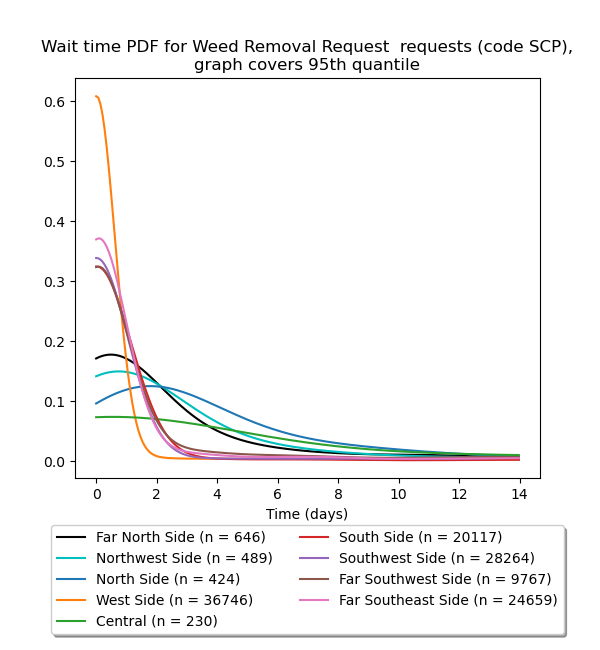 Wait time PDF for Weed Removal Request  requests (code SCP),
graph covers 95th quantile
0.6
0.5
0.4
0.3
0.2
0.1
0.0
0 2 4 6 8 10 12 14
Time (days)
Far North Side (n = 646)
Northwest Side (n = 489)
North Side (n = 424)
West Side (n = 36746)
Central (n = 230)
South Side (n = 20117)
Southwest Side (n = 28264)
Far Southwest Side (n = 9767)
Far Southeast Side (n = 24659)